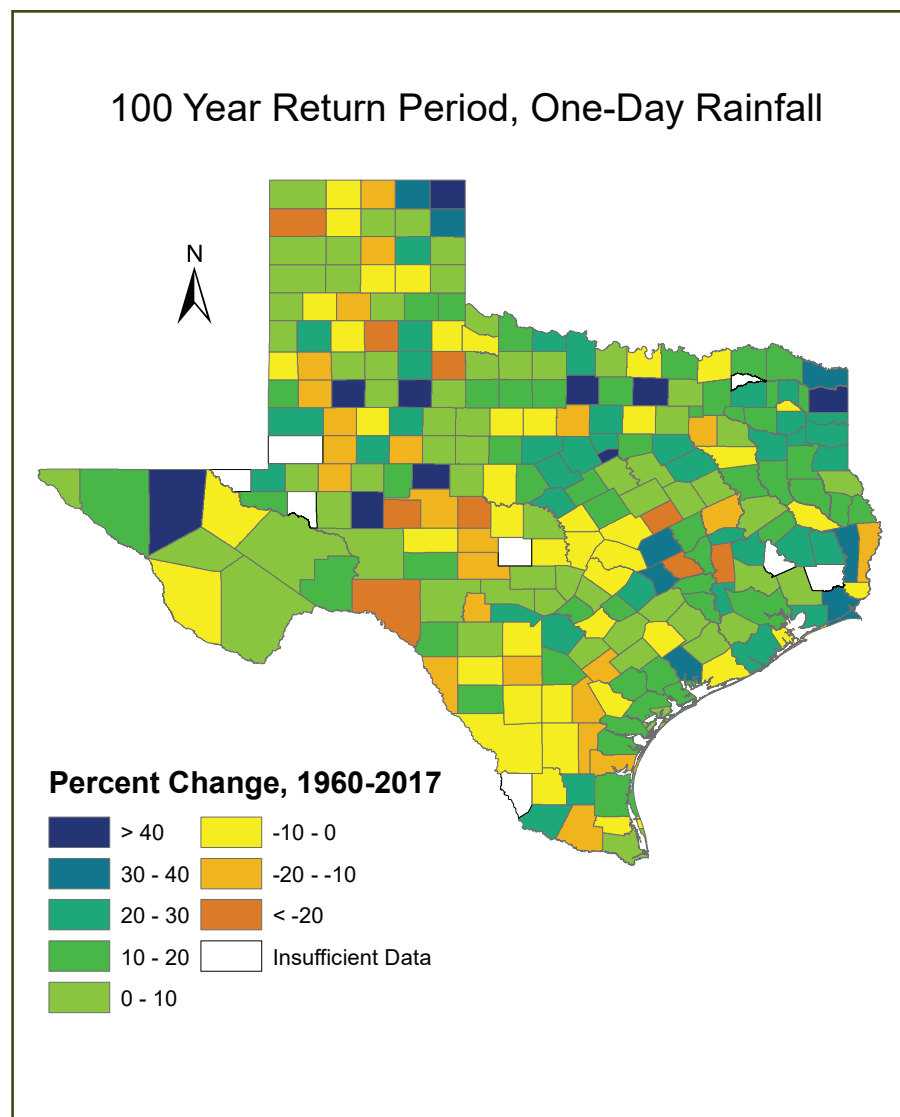 100 Year Return Period, One-Day Rainfall
N
Percent Change, 1960-2017
> 40
30 - 40
20 - 30
10 - 20
0 - 10
-10 - 0
-20 - -10
< -20
Insufficient Data